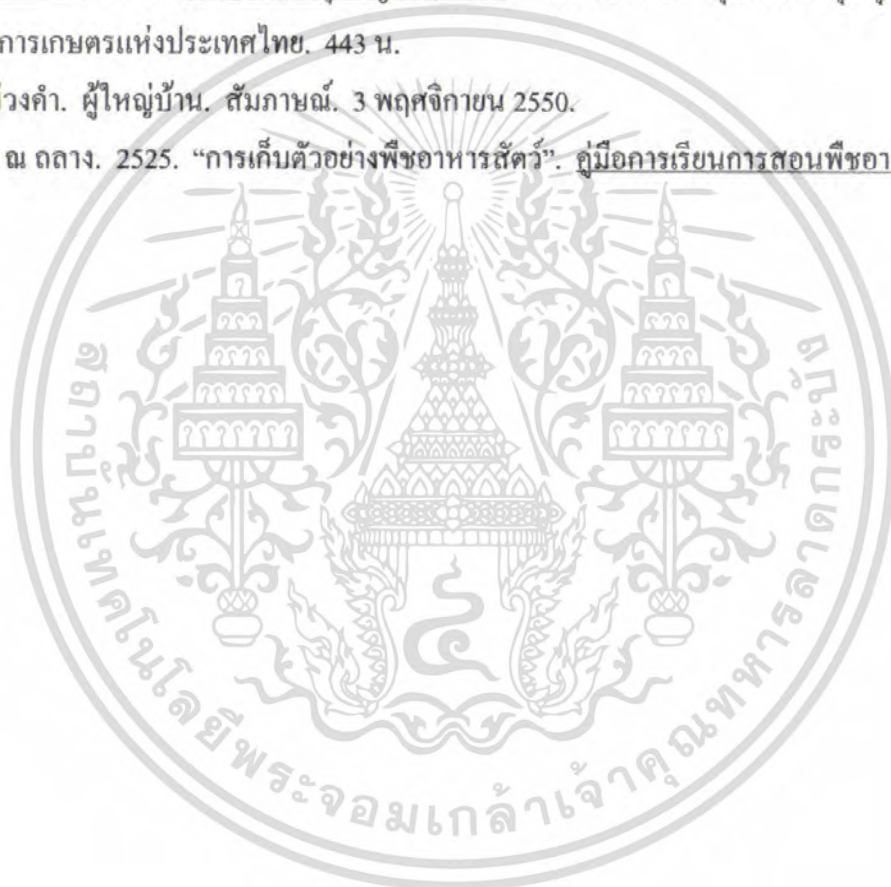 การเกษตรแห่งประเทศไทย. 443 น.
วงคำ. ผู้ใหญ่บ้าน. สัมภาษณ์. 3 พฤศจิกายน 2550.
ณ ถลาง. 2525. “การเก็บตัวอย่างพืชอาหารสัตว์”. คู่มือการเรียนการสอนพืชอา
สถาบันเทคโนโลยีพระจอมเกล้าเจ้าคุณทหารลาดกระบัง